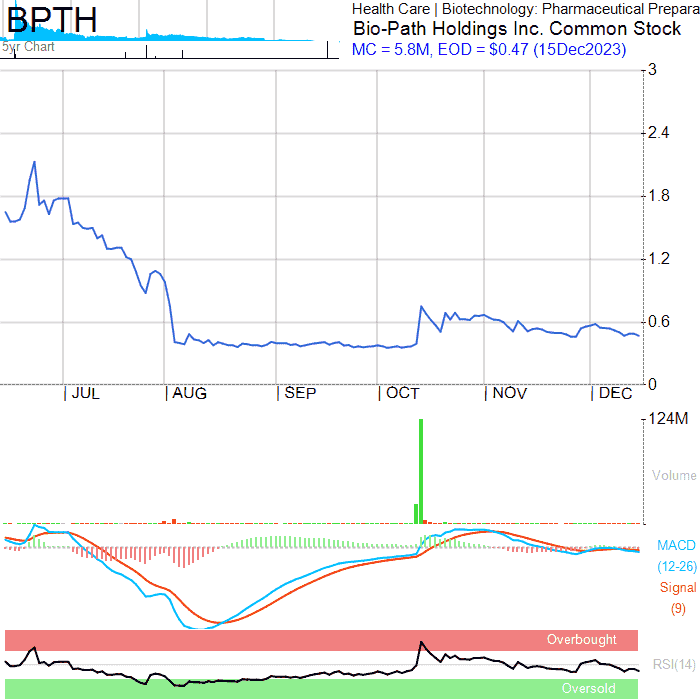 BPTH
5yr Chart
Health Care | Biotechnology: Pharmaceutical Prepara
Bio-Path Holdings Inc. Common Stock
MC = 5.8M, EOD = $0.47 (15Dec2023)
3
2.4
1.8
1.2
0.6
0
JUL AUG SEP OCT NOV DEC
124M
Volume
MACD
(12-26)
Signal
(9)
Overbought
RSI(14)
Oversold